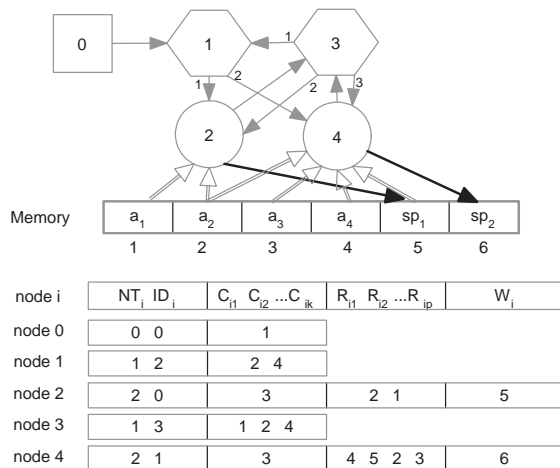 0 1 1 3
1 2 2 3
2 4
Memory a1 a2 a3 a4 sp1 sp2
1 2 3 4 5 6
node i NTi IDi Ci1 Ci2 ...Cik Ri1 Ri2 ...Rip Wi
node 0 0 0 1
node 1 1 2 2 4
node 2 2 0 3 2 1 5
node 3 1 3 1 2 4
node 4 2 1 3 4 5 2 3 6